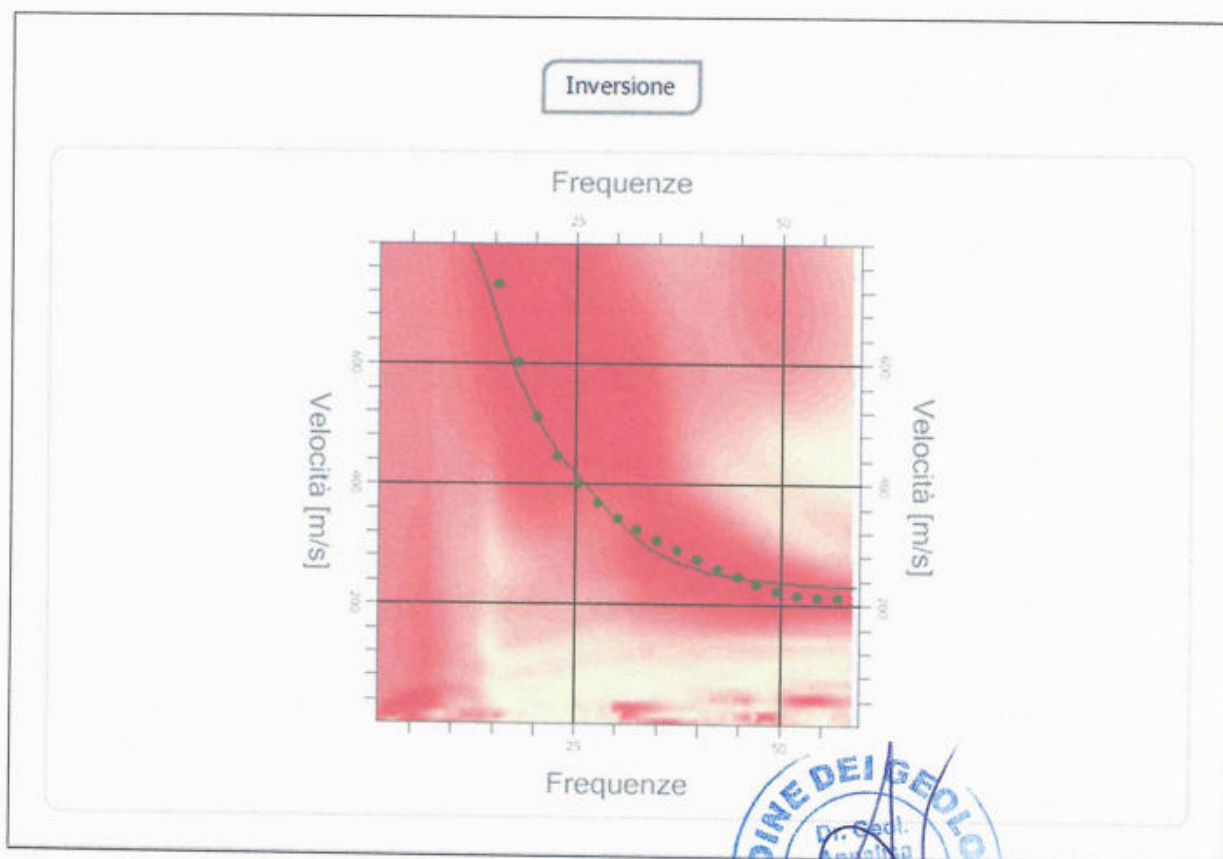 Inversione
Frequenze
25 50
600 600
Velocità [m/s] Velocità [m/s]
400 400
200 200
25 50
Frequenze
DINE DEI GEOLO
Dr. Geol.